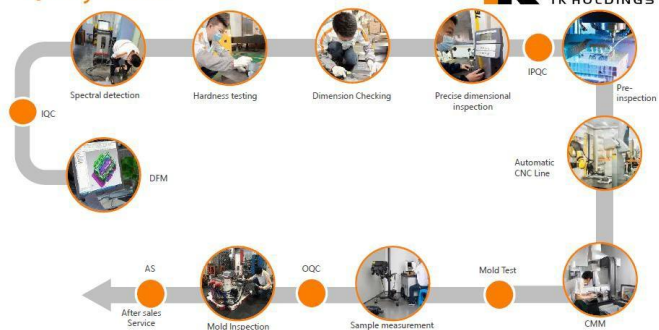 TK HOLDINGS
Spectral detection
Hardness testing
Dimension Checking
Precise dimensional
inspection
IPQC
Pre-
inspection
IQC
DFM
Automatic
CNC Line
AS
After sales
Service
Mold Inspection
OQC
Sample measurement
Mold Test
CMM